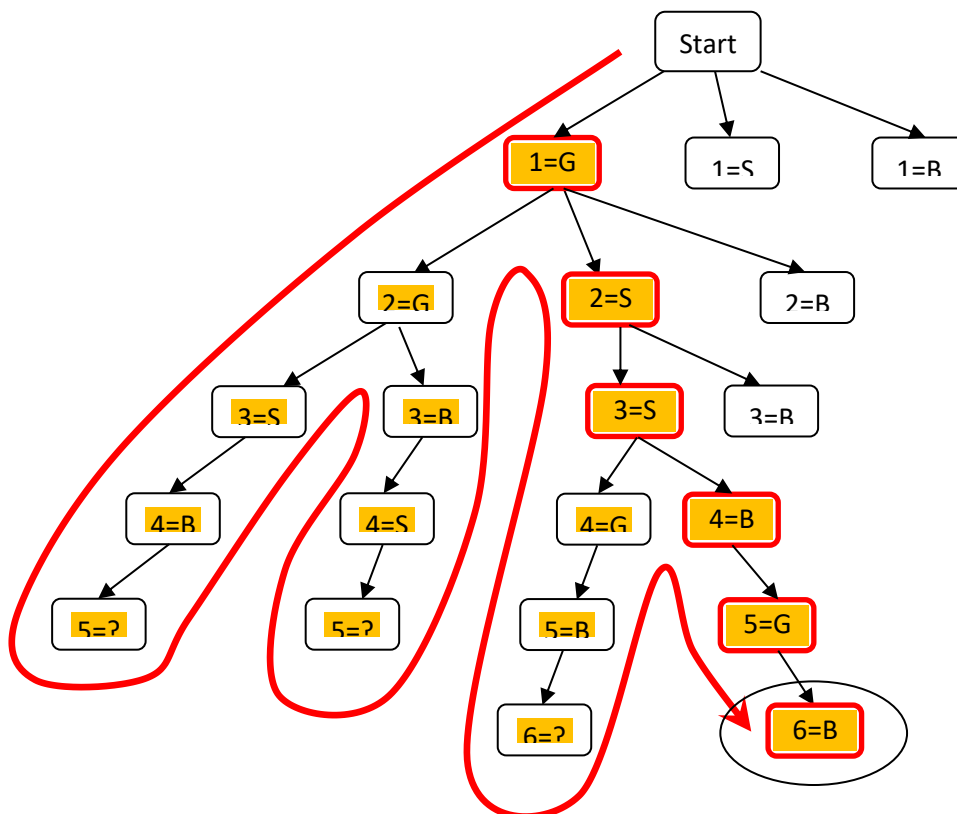 Start
1=G
1=S
1=B
2=G
2=S
2=B
3=S
3=B
3=S
3=B
4=B
4=S
4=G
4=B
5=?
5=?
5=B
5=G
6=?
6=B